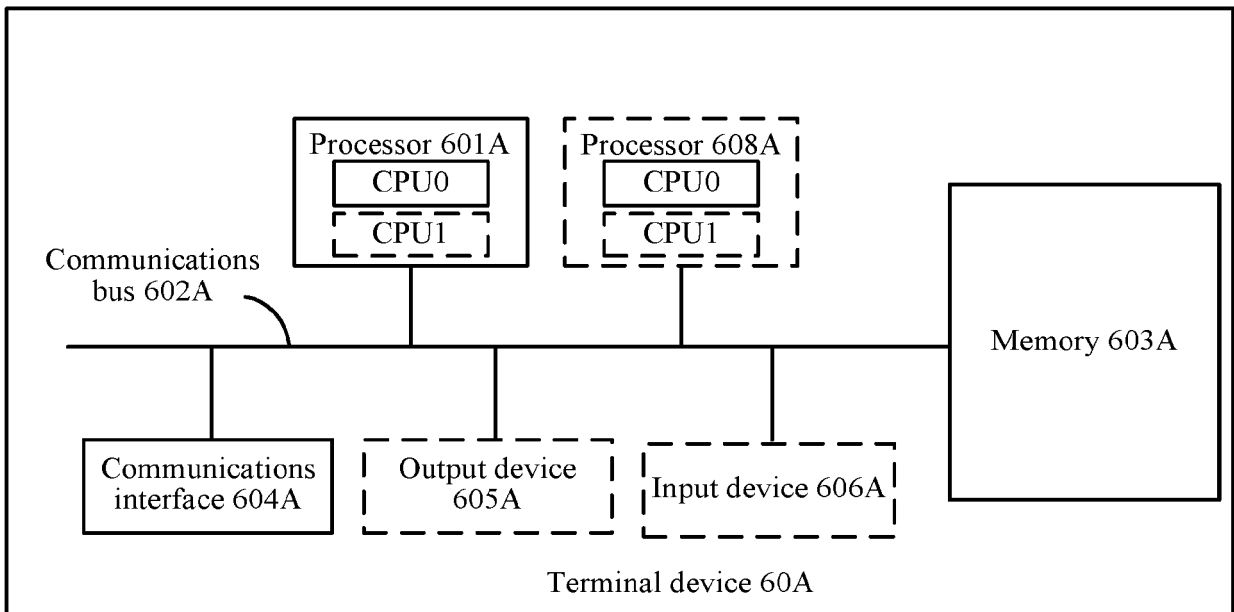 Processor 601A
CPU0
CPU1
Processor 608A
CPU0
CPU1
Communications
bus 602A
Memory 603A
Communications
interface 604A
Output device
605A
Input device 606A
Terminal device 60A